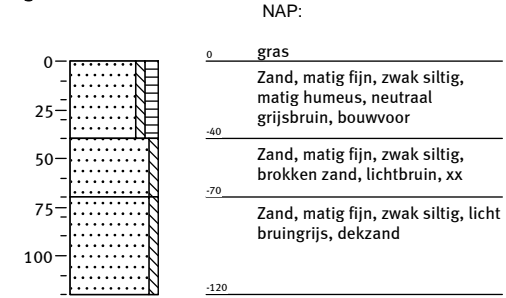 NAP:
0
gras
0
Zand, matig fijn, zwak siltig,
matig humeus, neutraal
grijsbruin, bouwvoor
25
-40
Zand, matig fijn, zwak siltig,
brokken zand, lichtbruin, xx
50
-70
75
Zand, matig fijn, zwak siltig, licht
bruingrijs, dekzand
100
-120